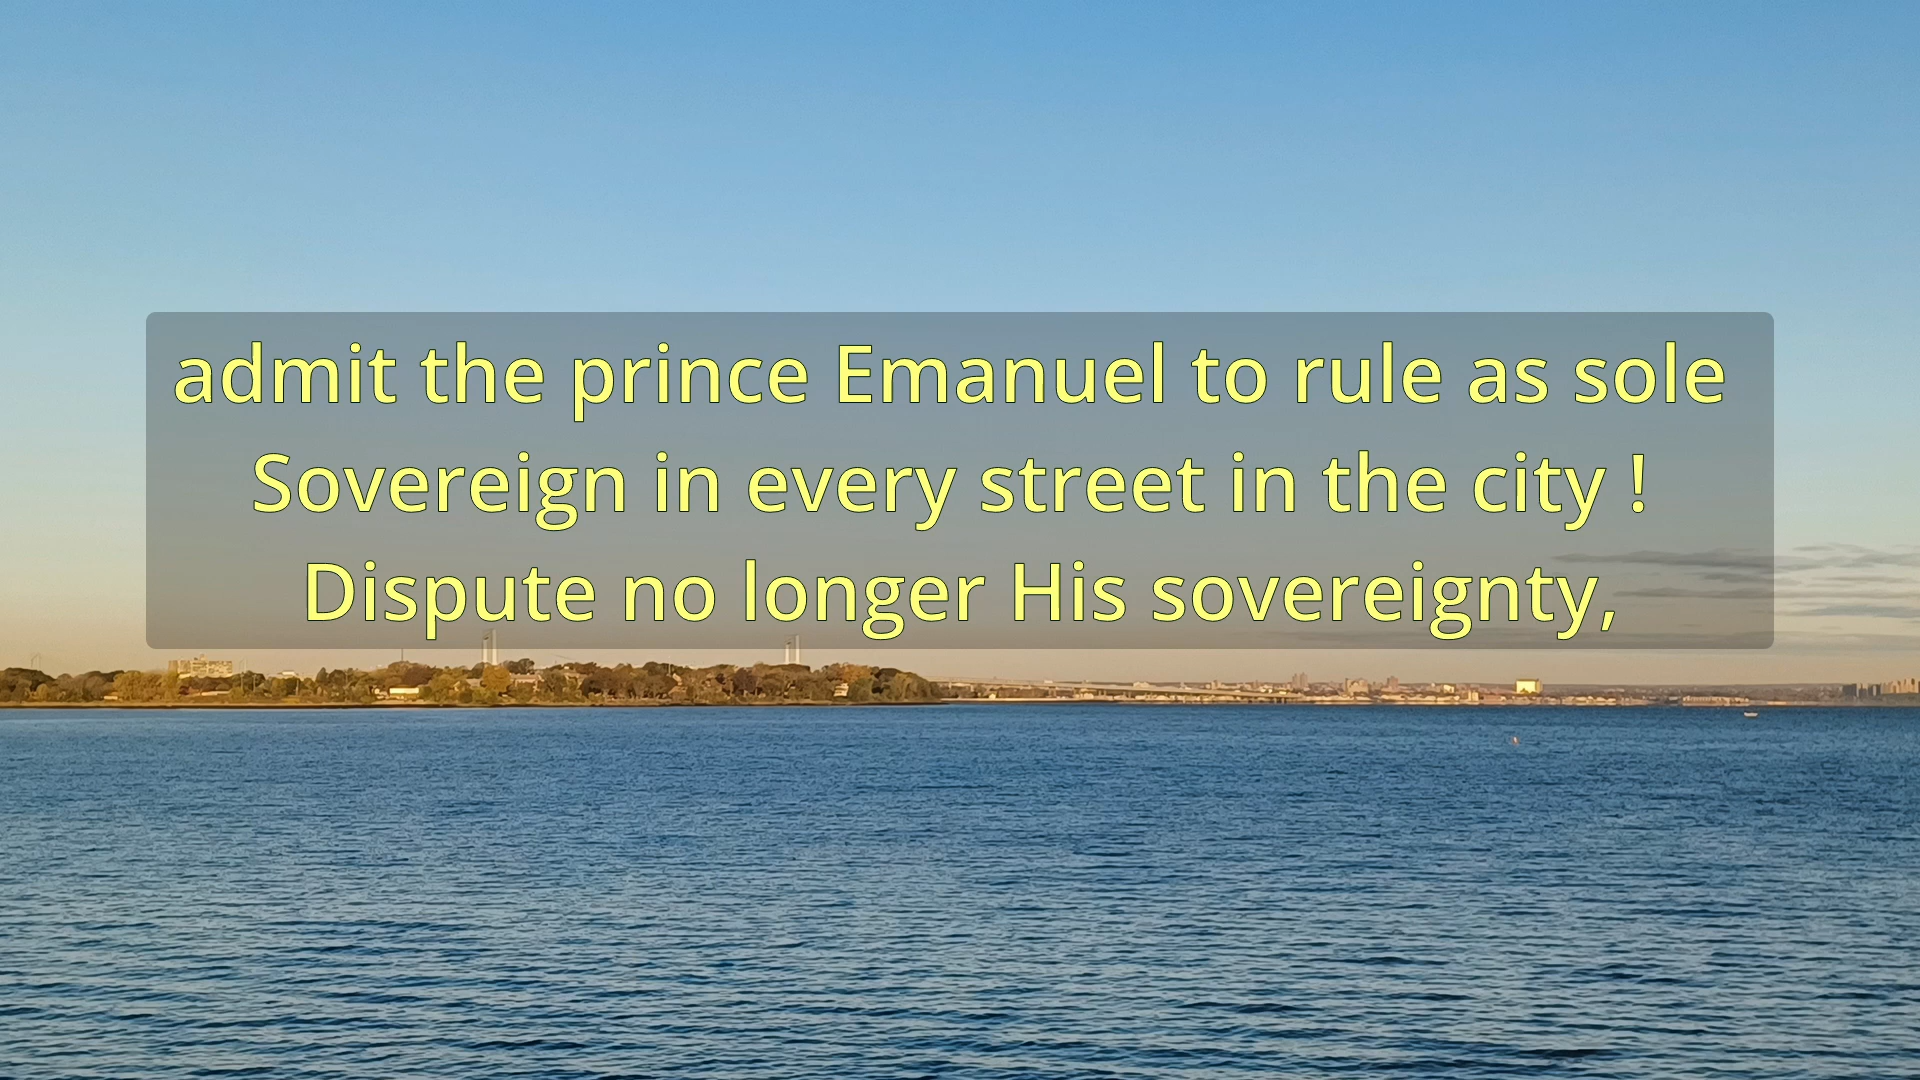 admit the prince Emanuel to rule as sole
Sovereign in every street in the city !
Dispute no longer His sovereignty,